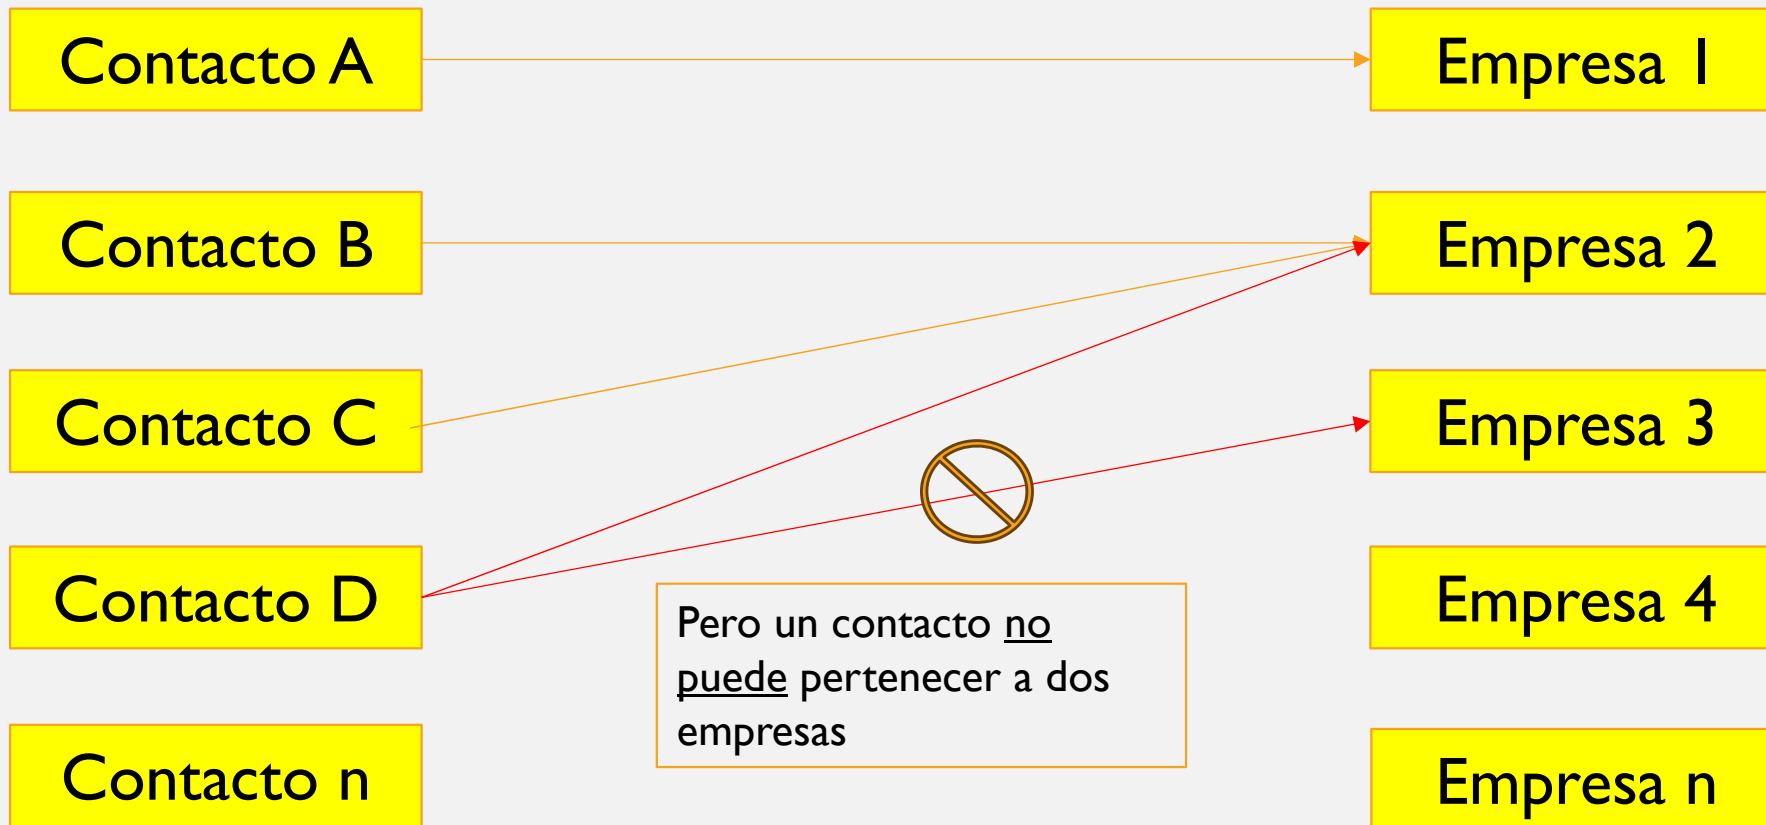 Contacto A
Empresa 1
Contacto B
Empresa 2
Contacto C
Empresa 3
Contacto D
Empresa 4
Pero un contacto no
puede pertenecer a dos
empresas
Contacto n
Empresa n